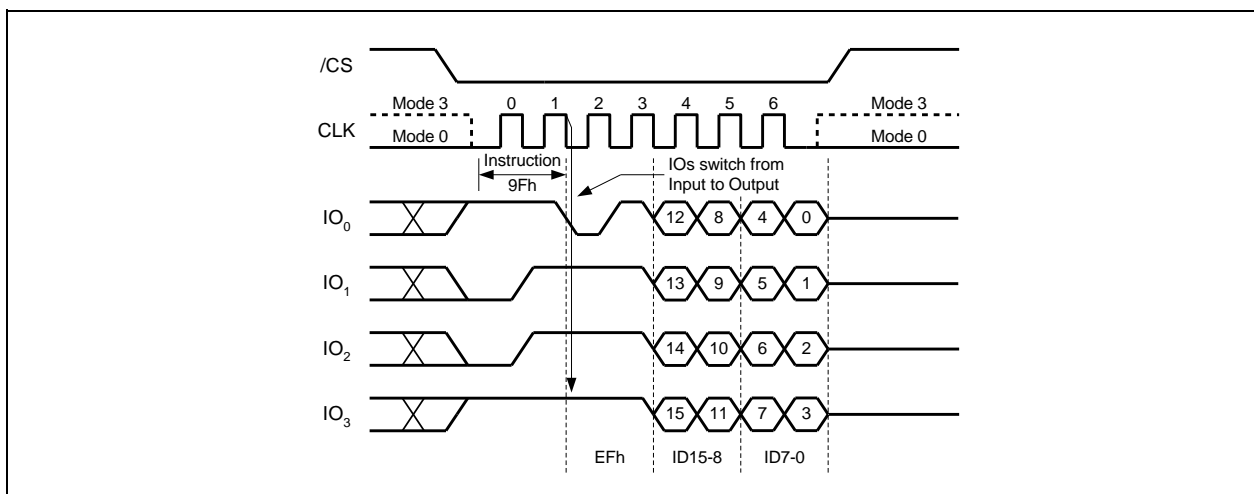 /CS
Mode 3 0 1 2 3 4 5 6 Mode 3
CLK
Mode 0 Mode 0
Instruction
9Fh
IOs switch from
Input to Output
IO0 12 8 4 0
IO1 13 9 5 1
IO2 14 10 6 2
IO3 15 11 7 3
EFh ID15-8 ID7-0